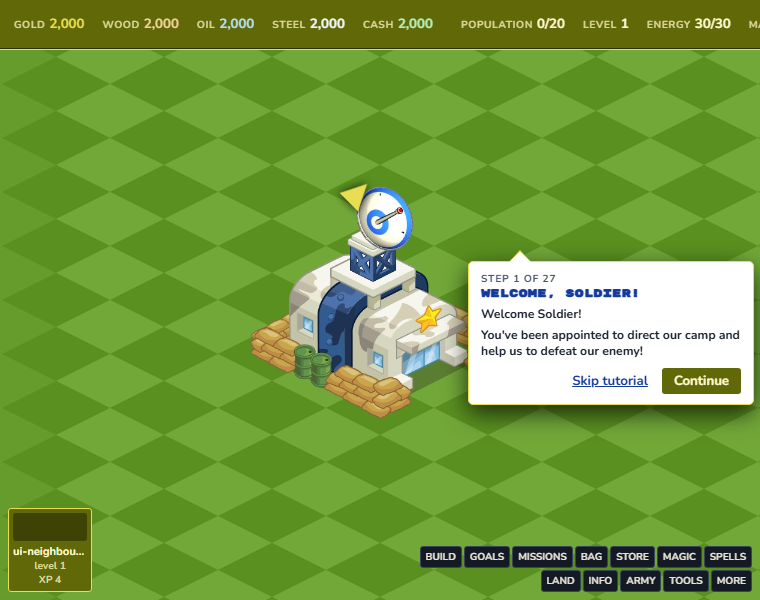 GOLD 2,000 WOOD 2,000 OIL 2,000 STEEL 2,000 CASH 2,000 POPULATION 0/20 LEVEL 1 ENERGY 30/30
STEP 1 OF 27
WELCOME, SOLDIER!
Welcome Soldier!
You've been appointed to direct our camp and
help us to defeat our enemy!
Skip tutorial Continue
ui-neighbou...
level 1
XP 4
BUILD GOALS MISSIONS BAG STORE MAGIC SPELLS
LAND INFO ARMY TOOLS MORE